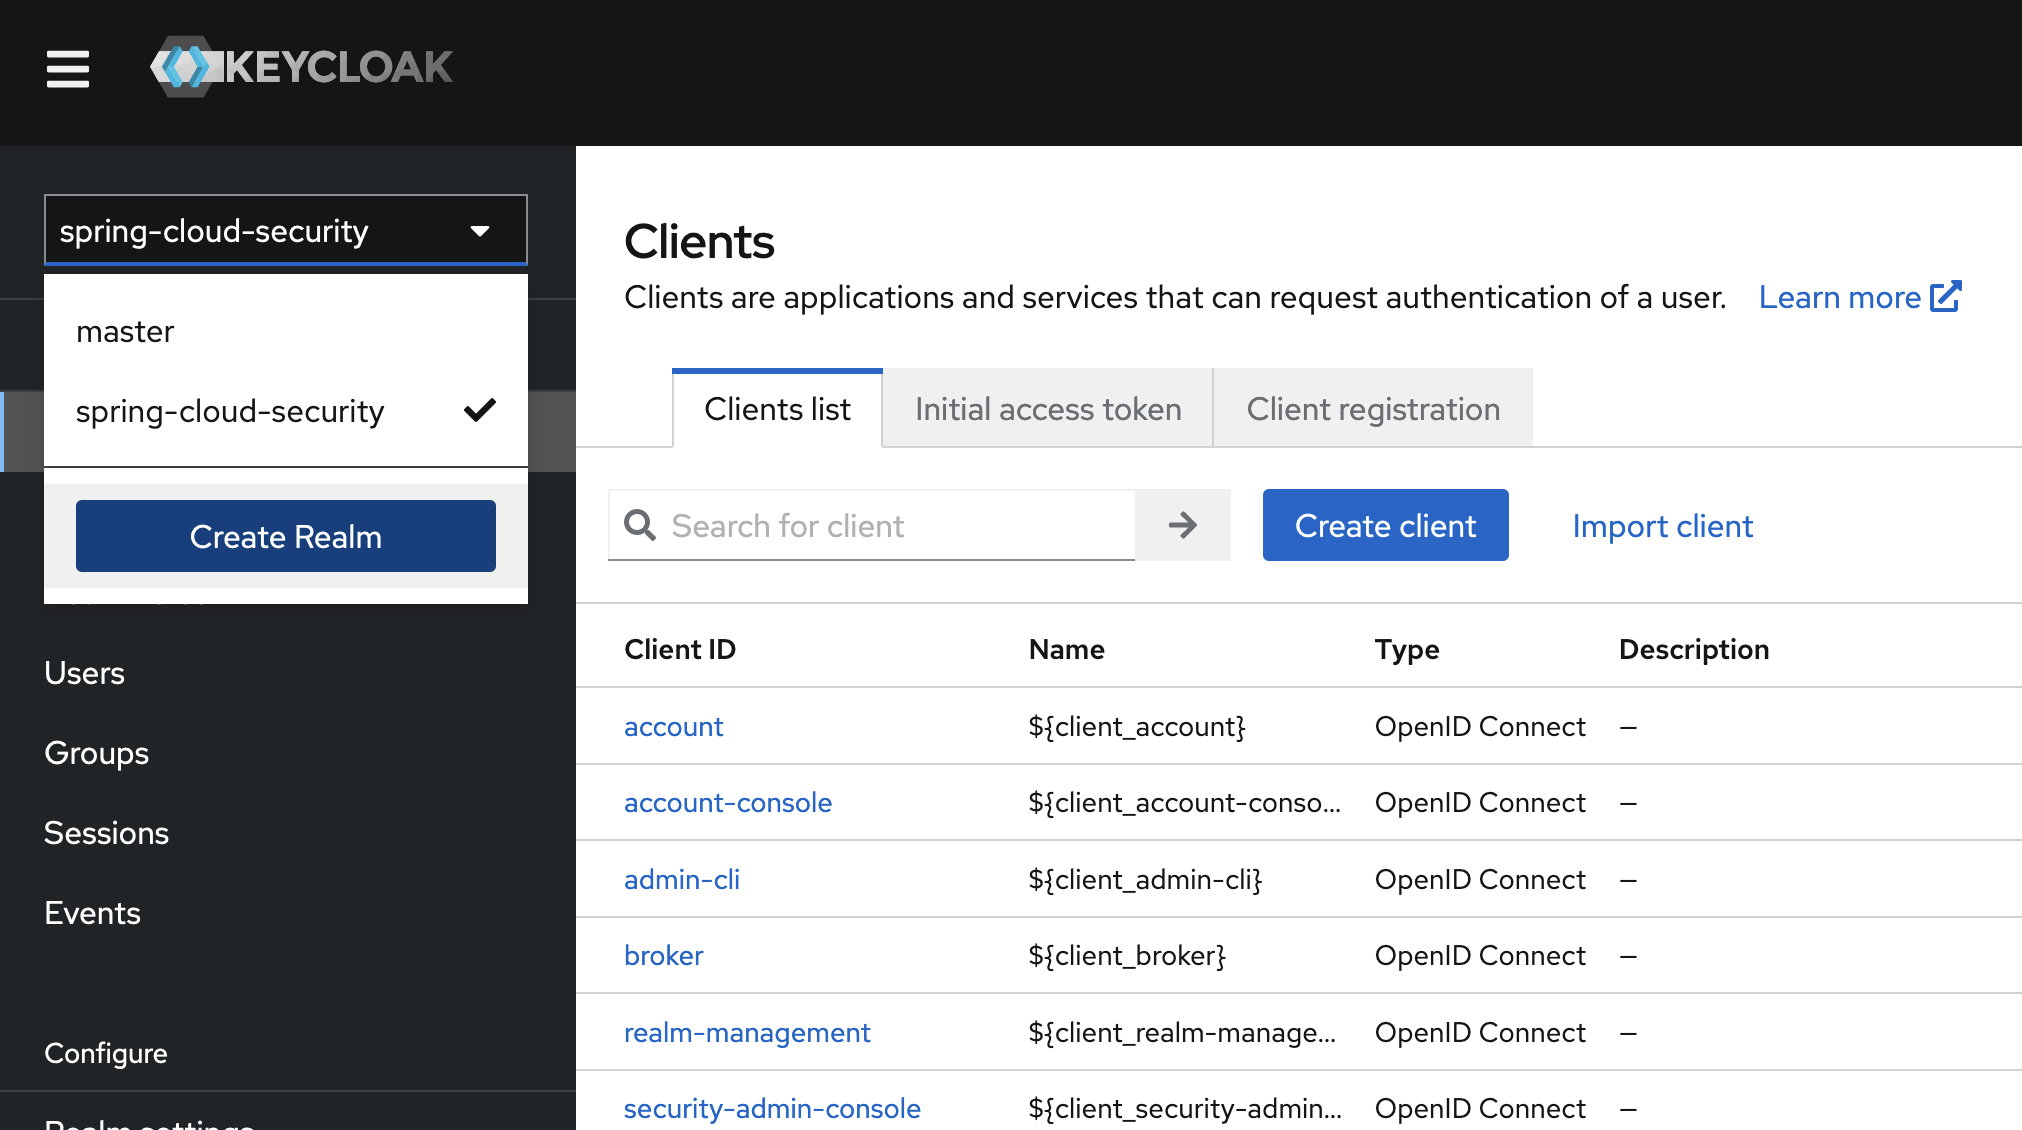 KEYCLOAK
spring-cloud-security
master
spring-cloud-security
Create Realm
Users
Groups
Sessions
Events
Configure
Realm settings
Clients
Clients are applications and services that can request authentication of a user. Learn more
Clients list Initial access token Client registration
Search for client Create client Import client
Client ID Name Type Description
account ${client_account} OpenID Connect –
account-console ${client_account-conso... OpenID Connect –
admin-cli ${client_admin-cli} OpenID Connect –
broker ${client_broker} OpenID Connect –
realm-management ${client_realm-manage... OpenID Connect –
security-admin-console ${client_security-admin... OpenID Connect –